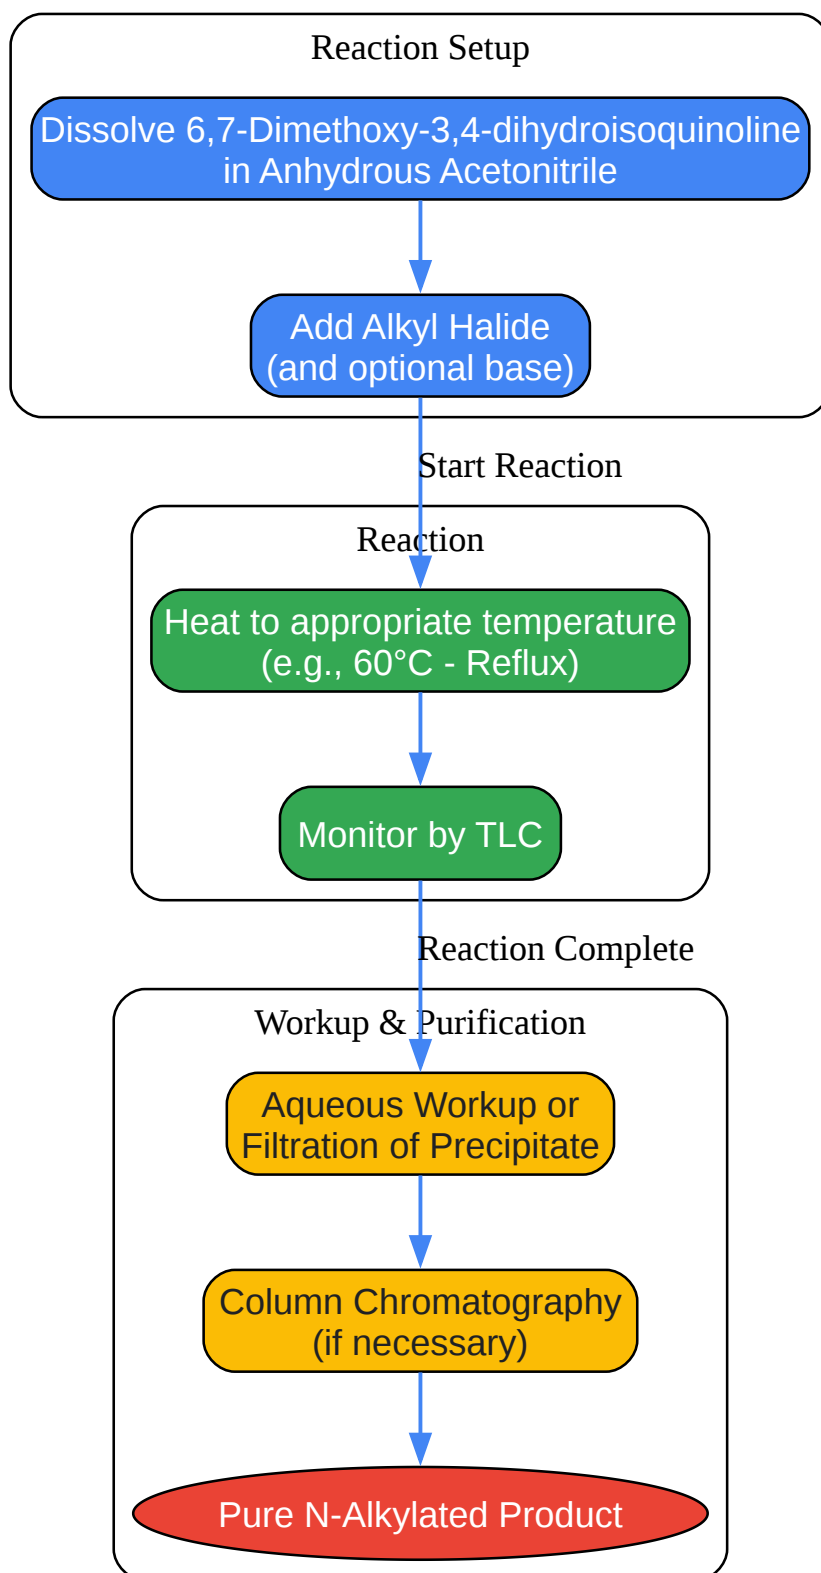 Reaction Setup
Dissolve 6,7-Dimethoxy-3,4-dihydroisoquinoline
in Anhydrous Acetonitrile
Add Alkyl Halide
(and optional base)
Start Reaction
Reaction
Heat to appropriate temperature
(e.g., 60°C - Reflux)
Monitor by TLC
Reaction Complete
Workup & Purification
Aqueous Workup or
Filtration of Precipitate
Column Chromatography
(if necessary)
Pure N-Alkylated Product